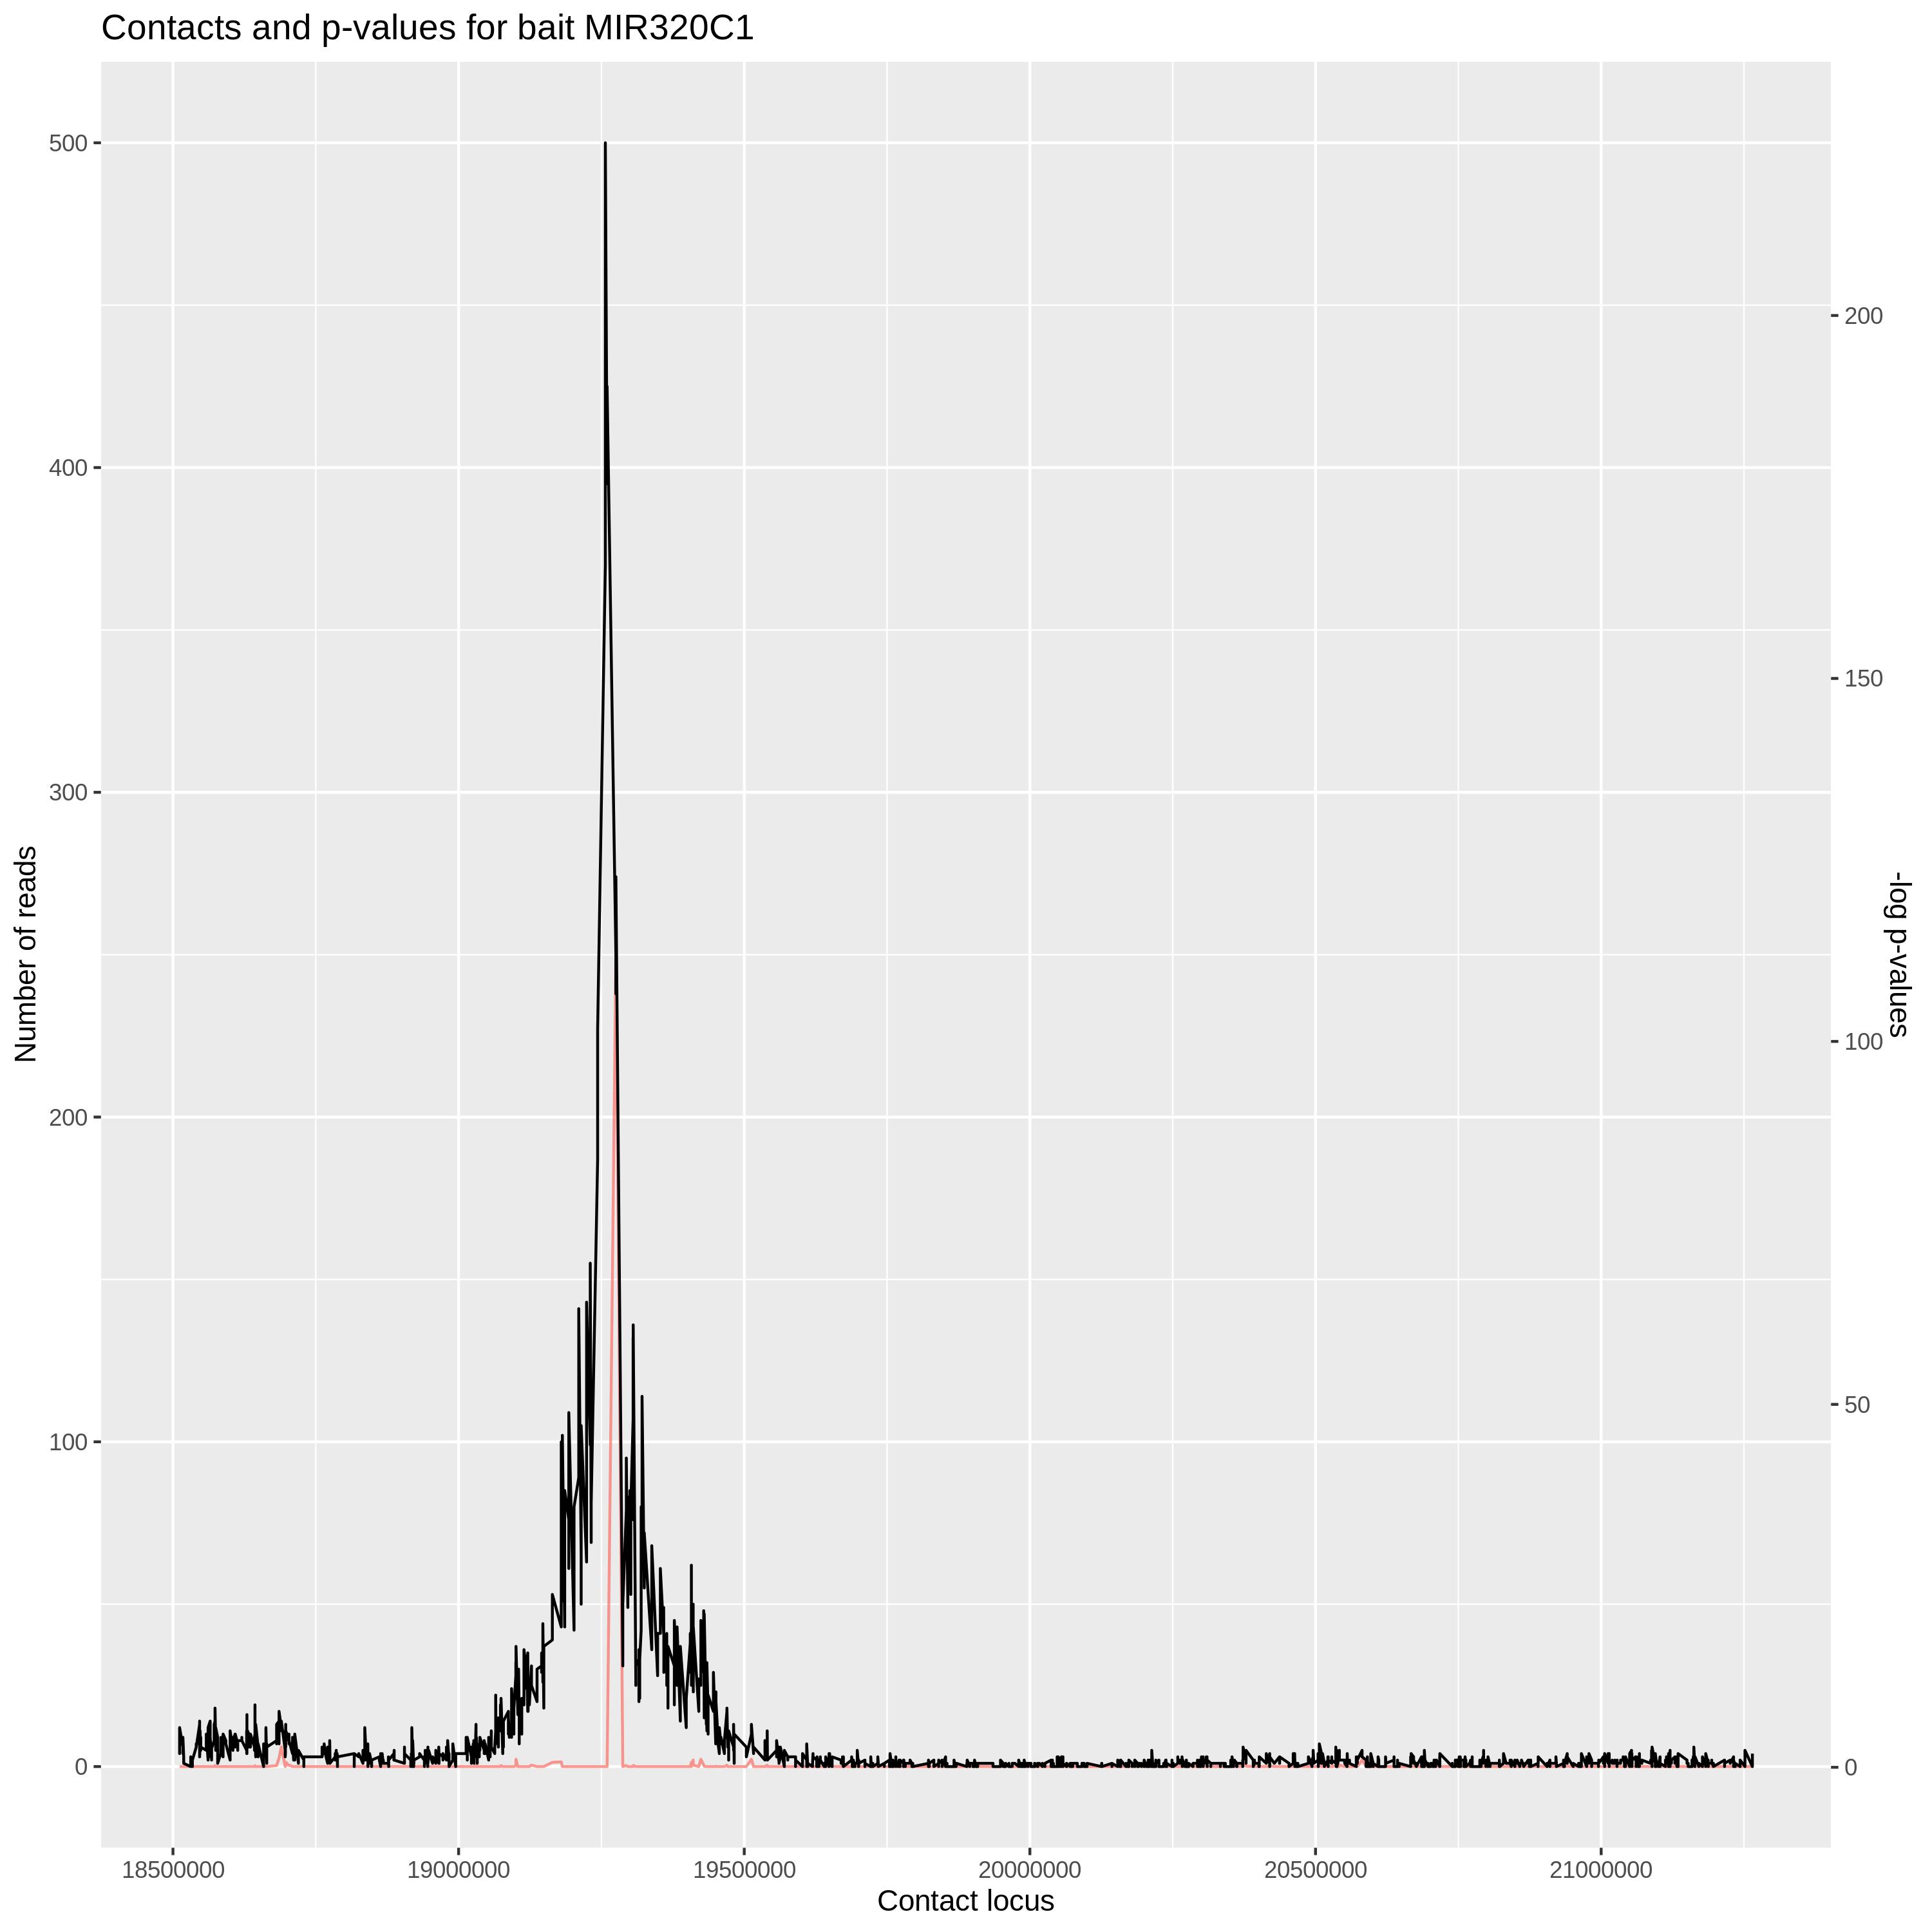 Contacts and p-values for bait MIR320C1
500
400
300
200
100
0
Number of reads
200
150
100
50
0
-log p-values
18500000 19000000 19500000 20000000 20500000 21000000
Contact locus